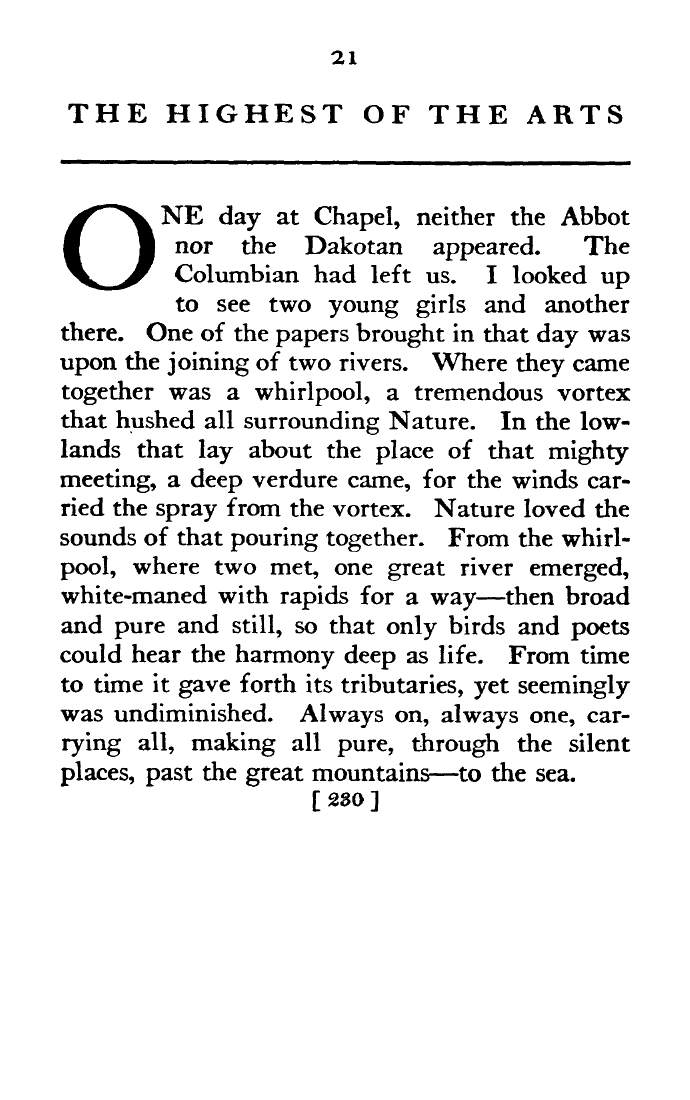 21
THE HIGHEST OF THE ARTS
ONE day at Chapel, neither the Abbot
nor the Dakotan appeared. The
Columbian had left us. I looked up
to see two young girls and another
there. One of the papers brought in that day was
upon the joining of two rivers. Where they came
together was a whirlpool, a tremendous vortex
that hushed all surrounding Nature. In the low-
lands that lay about the place of that mighty
meeting, a deep verdure came, for the winds car-
ried the spray from the vortex. Nature loved the
sounds of that pouring together. From the whirl-
pool, where two met, one great river emerged,
white-maned with rapids for a way—then broad
and pure and still, so that only birds and poets
could hear the harmony deep as life. From time
to time it gave forth its tributaries, yet seemingly
was undiminished. Always on, always one, car-
rying all, making all pure, through the silent
places, past the great mountains—to the sea.
[ 230 ]